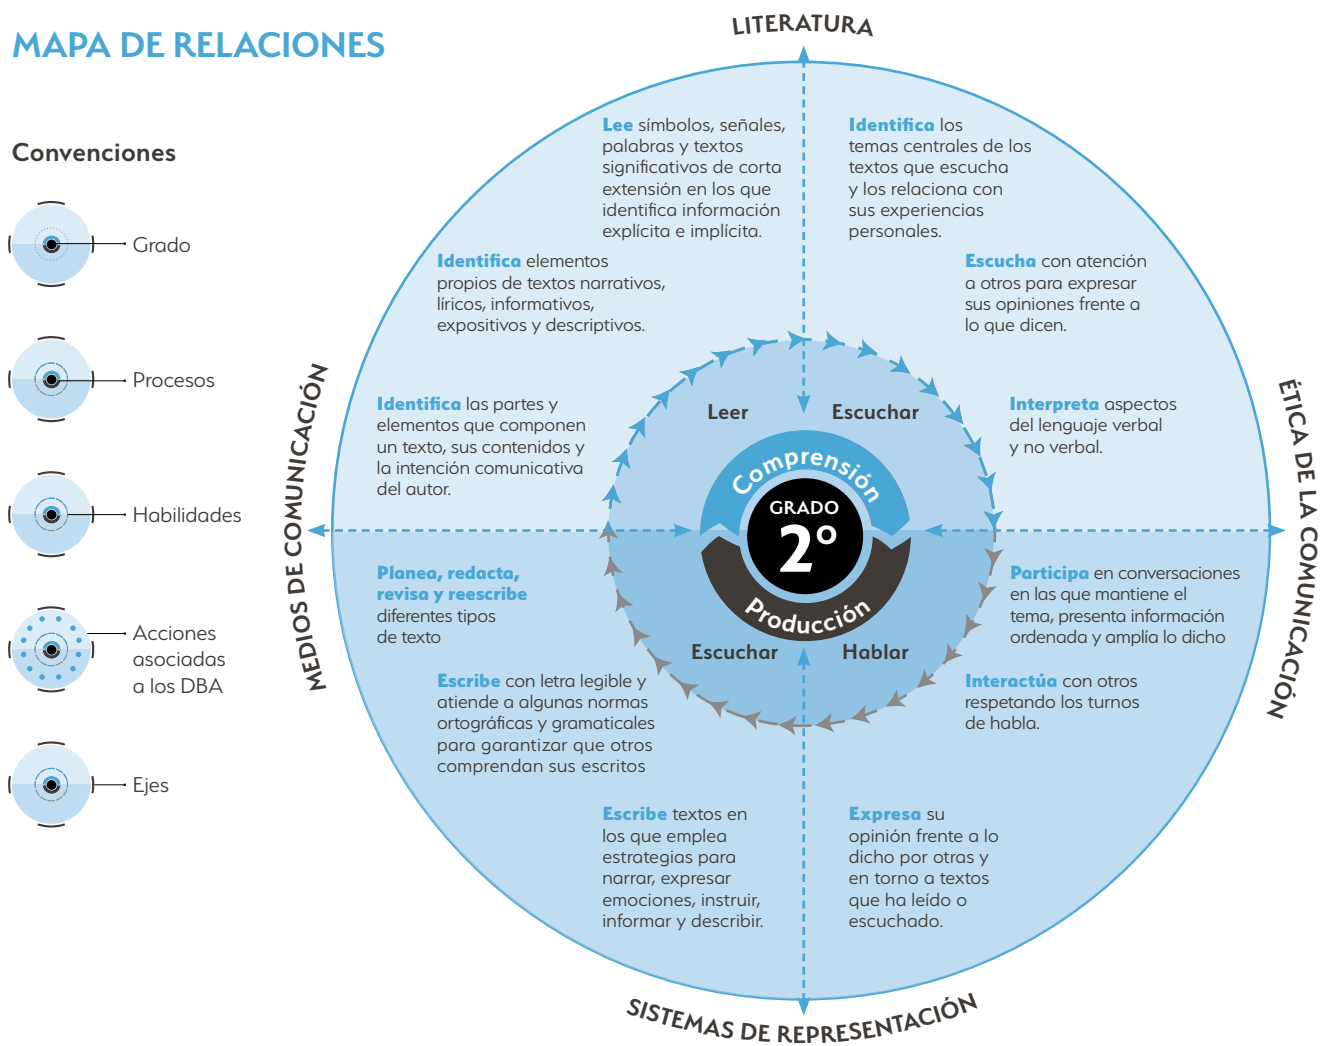 MAPA DE RELACIONES
Convenciones
Grado
Procesos
Habilidades
Acciones
asociadas
a los DBA
Ejes
LITERATURA
Lee símbolos, señales,
palabras y textos
significativos de corta
extensión en los que
identifica información
explícita e implícita.
Identifica los
temas centrales de los
textos que escucha
y los relaciona con
sus experiencias
personales.
Identifica elementos
propios de textos narrativos,
líricos, informativos,
expositivos y descriptivos.
Escucha con atención
a otros para expresar
sus opiniones frente a
lo que dicen.
Identifica las partes y
elementos que componen
un texto, sus contenidos y
la intención comunicativa
del autor.
Interpreta aspectos
del lenguaje verbal
y no verbal.
MEDIOS DE COMUNICACIÓN
ÉTICA DE LA COMUNICACIÓN
Leer
Escuchar
Comprensión
GRADO
2º
Producción
Escuchar
Hablar
Planea, redacta,
revisa y reescribe
diferentes tipos
de texto
Participa en conversaciones
en las que mantiene el
tema, presenta información
ordenada y amplía lo dicho
Escribe con letra legible y
atiende a algunas normas
ortográficas y gramaticales
para garantizar que otros
comprendan sus escritos
Interactúa con otros
respetando los turnos
de habla.
Escribe textos en
los que emplea
estrategias para
narrar, expresar
emociones, instruir,
informar y describir.
Expresa su
opinión frente a lo
dicho por otras y
en torno a textos
que ha leído o
escuchado.
SISTEMAS DE REPRESENTACIÓN